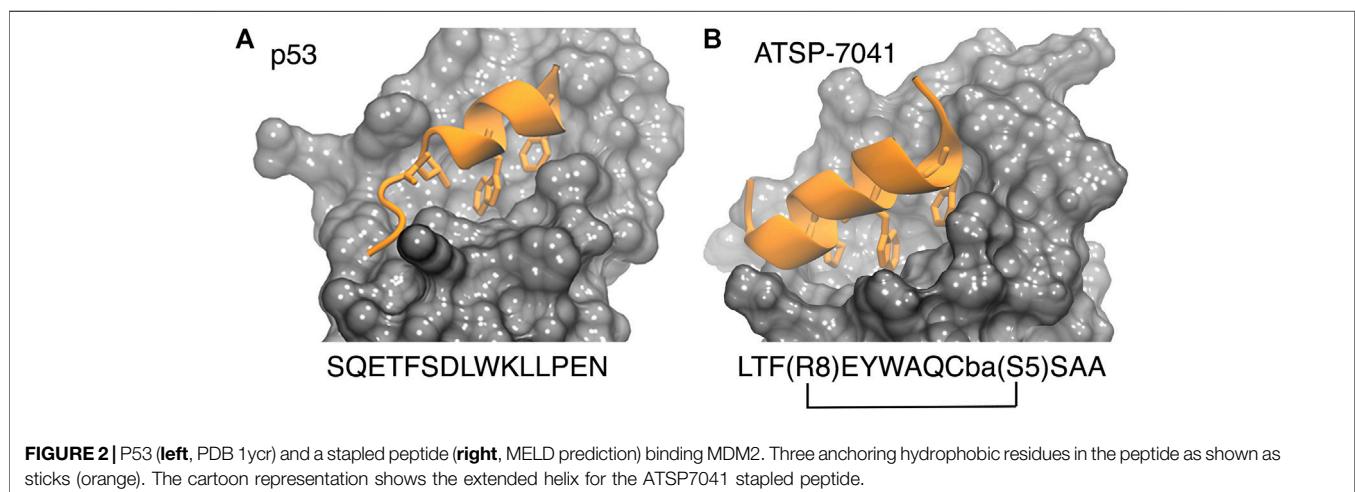 A p53
B ATSP-7041
SQETFSDLWKLLPEN
LTF(R8)EYWAQCba(S5)SAA
FIGURE 2 | P53 (left, PDB 1ycr) and a stapled peptide (right, MELD prediction) binding MDM2. Three anchoring hydrophobic residues in the peptide as shown as
sticks (orange). The cartoon representation shows the extended helix for the ATSP7041 stapled peptide.